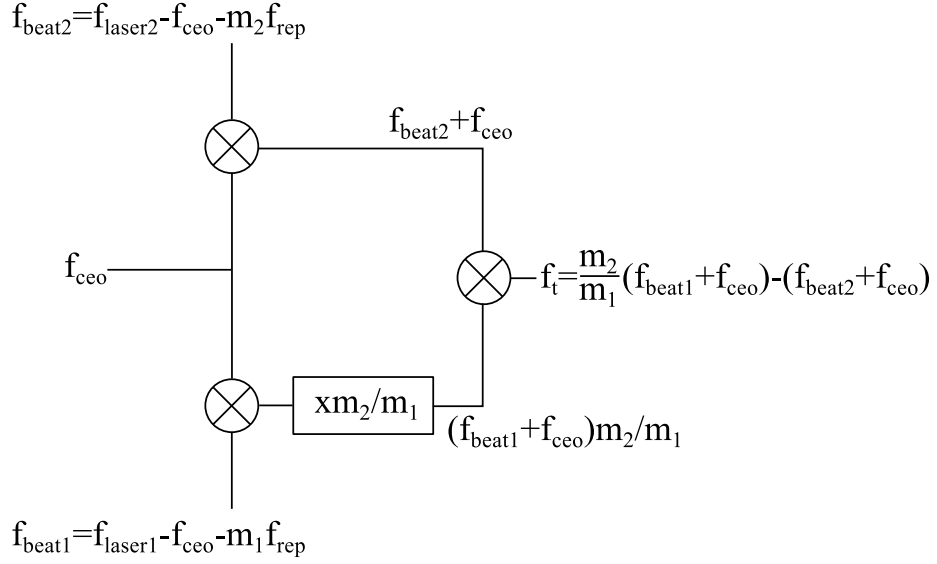 f_beat2=f_laser2-f_ceo-m_2f_rep
f_beat2+f_ceo
f_ceo
f_t=m_2/m_1(f_beat1+f_ceo)-(f_beat2+f_ceo)
xm_2/m_1
(f_beat1+f_ceo)m_2/m_1
f_beat1=f_laser1-f_ceo-m_1f_rep